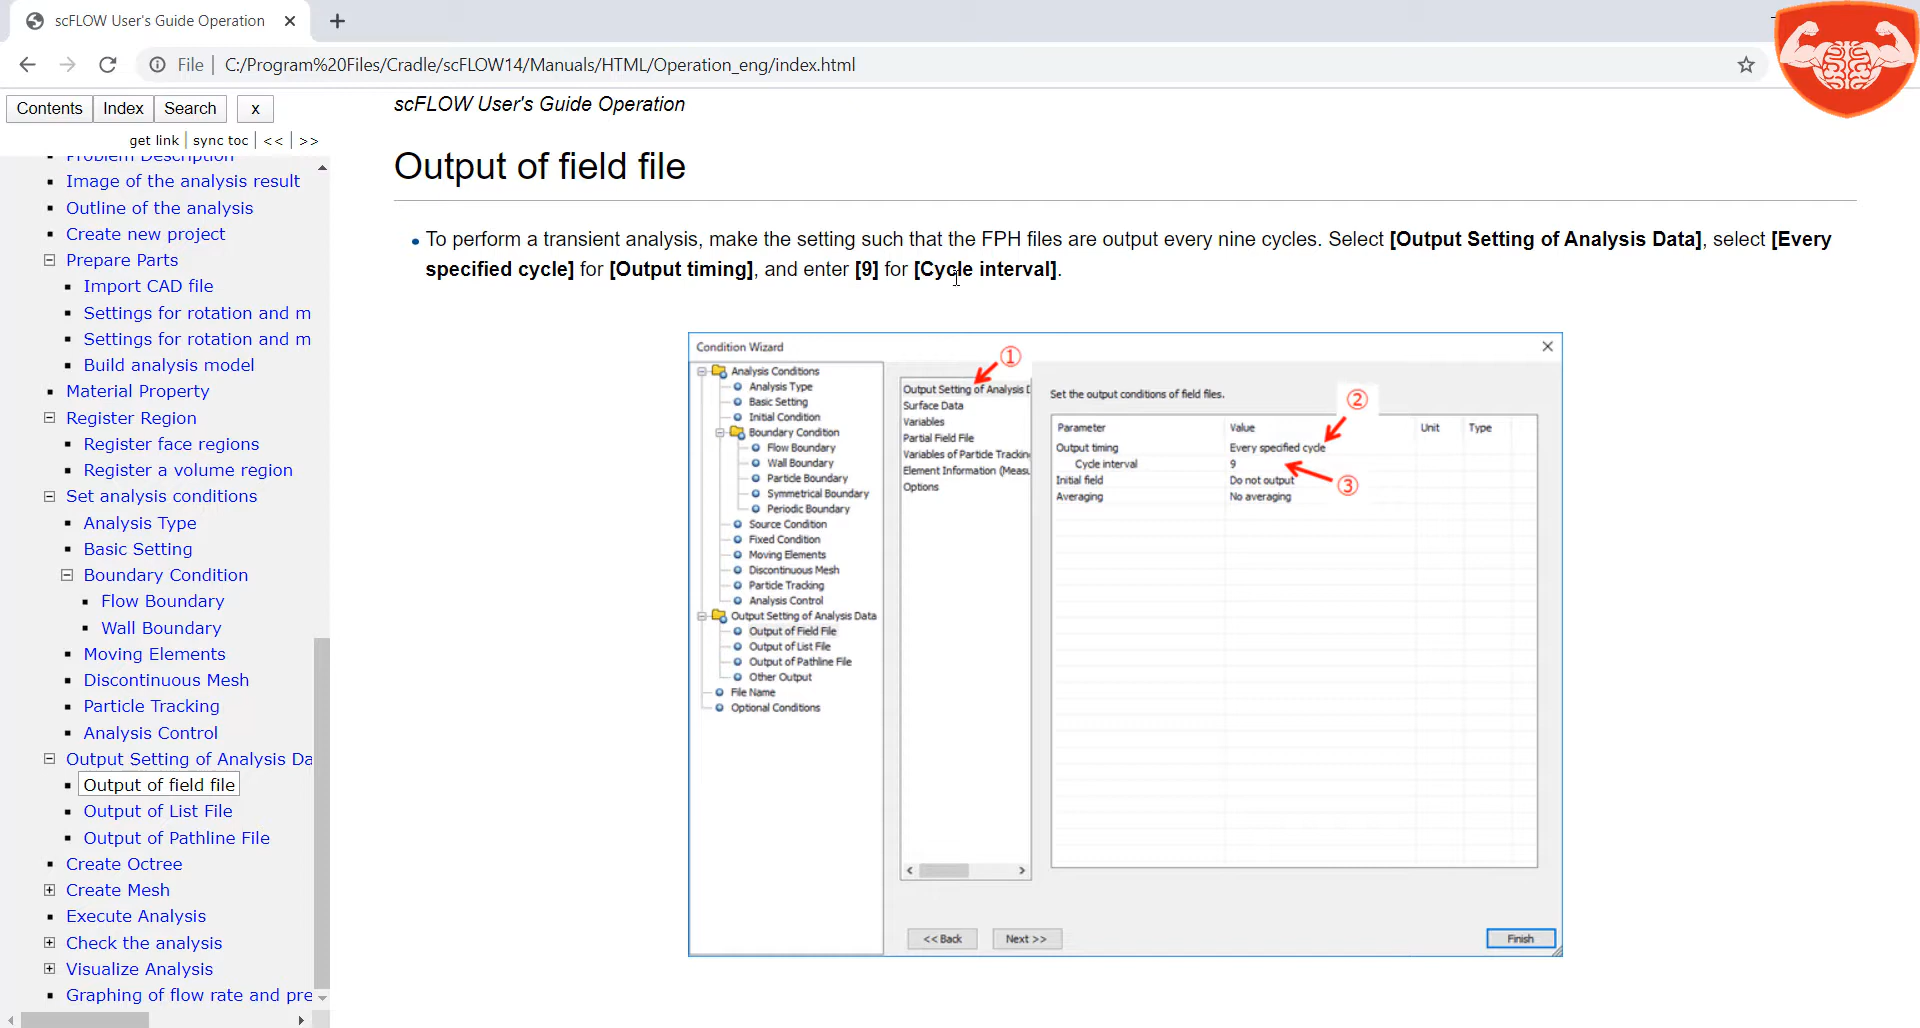 scFLOW User's Guide Operation
File | C:/Program%20Files/Cradle/scFLOW14/Manuals/HTML/Operation_eng/index.html
Contents Index Search x
get link | sync toc | << | >>
Problem Description
Image of the analysis result
Outline of the analysis
Create new project
Prepare Parts
Import CAD file
Settings for rotation and m
Settings for rotation and m
Build analysis model
Material Property
Register Region
Register face regions
Register a volume region
Set analysis conditions
Analysis Type
Basic Setting
Boundary Condition
Flow Boundary
Wall Boundary
Moving Elements
Discontinuous Mesh
Particle Tracking
Analysis Control
Output Setting of Analysis Da
Output of field file
Output of List File
Output of Pathline File
Create Octree
Create Mesh
Execute Analysis
Check the analysis
Visualize Analysis
Graphing of flow rate and pre
scFLOW User's Guide Operation
Output of field file
• To perform a transient analysis, make the setting such that the FPH files are output every nine cycles. Select [Output Setting of Analysis Data], select [Every
specified cycle] for [Output timing], and enter [9] for [Cycle interval].
Condition Wizard
Analysis Conditions
Analysis Type
Basic Setting
Initial Condition
Boundary Condition
Flow Boundary
Wall Boundary
Particle Boundary
Symmetrical Boundary
Periodic Boundary
Source Condition
Fixed Condition
Moving Elements
Discontinuous Mesh
Particle Tracking
Analysis Control
Output Setting of Analysis Data
Output of Field File
Output of List File
Output of Pathline File
Other Output
File Name
Optional Conditions
①
Output Setting of Analysis D
Surface Data
Variables
Partial Field File
Variables of Particle Trackin
Element Information (Measu
Options
Set the output conditions of field files.
②
Parameter Value Unit Type
Output timing Every specified cycle
Cycle interval 9
③
Initial field Do not output
Averaging No averaging
<< Back Next >> Finish